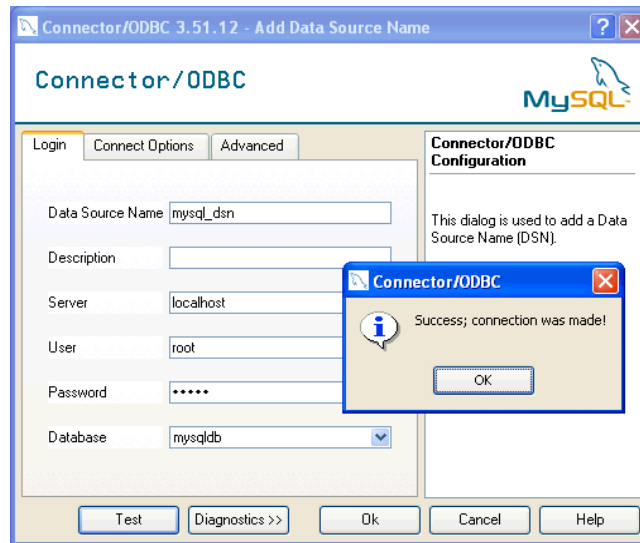 Connector/ODBC 3.51.12 - Add Data Source Name
Connector/ODBC
MySQL
Login
Connect Options
Advanced
Connector/ODBC
Configuration
Data Source Name mysql_dsn
This dialog is used to add a Data
Source Name (DSN).
Description
Connector/ODBC
Server localhost
Success; connection was made!
User root
OK
Password •••••
Database mysqldb
Test
Diagnostics >>
Ok
Cancel
Help